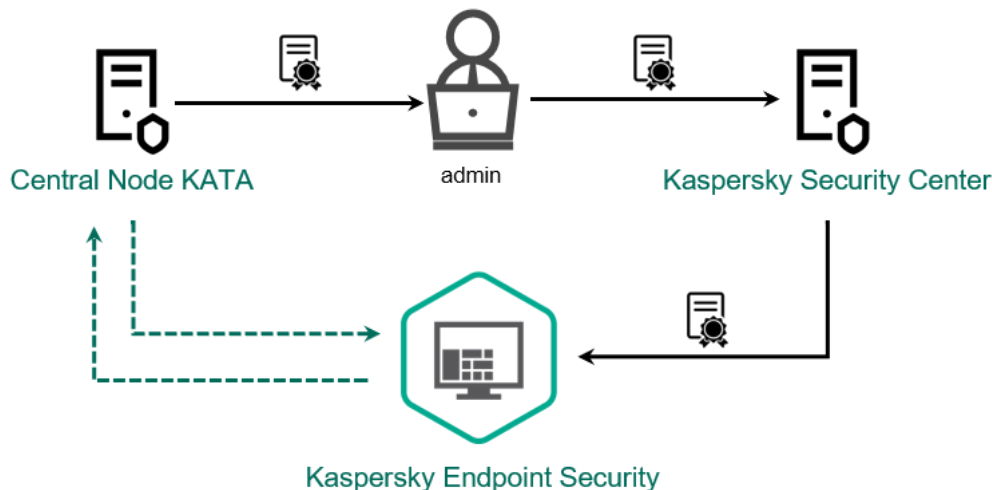 admin
Central Node KATA
Kaspersky Security Center
Kaspersky Endpoint Security